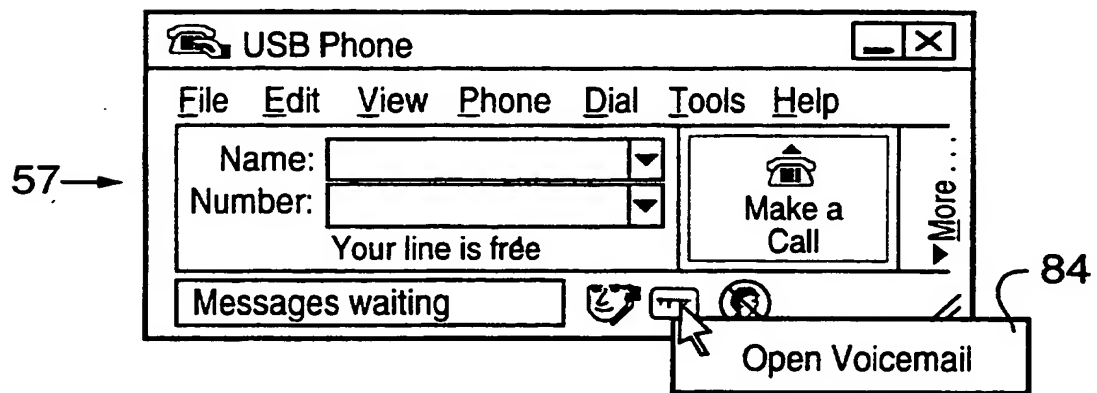 USB Phone
File Edit View Phone Dial Tools Help
Name:
Number:
Your line is free
Make a
Call
More ...
Messages waiting
Open Voicemail
57
84